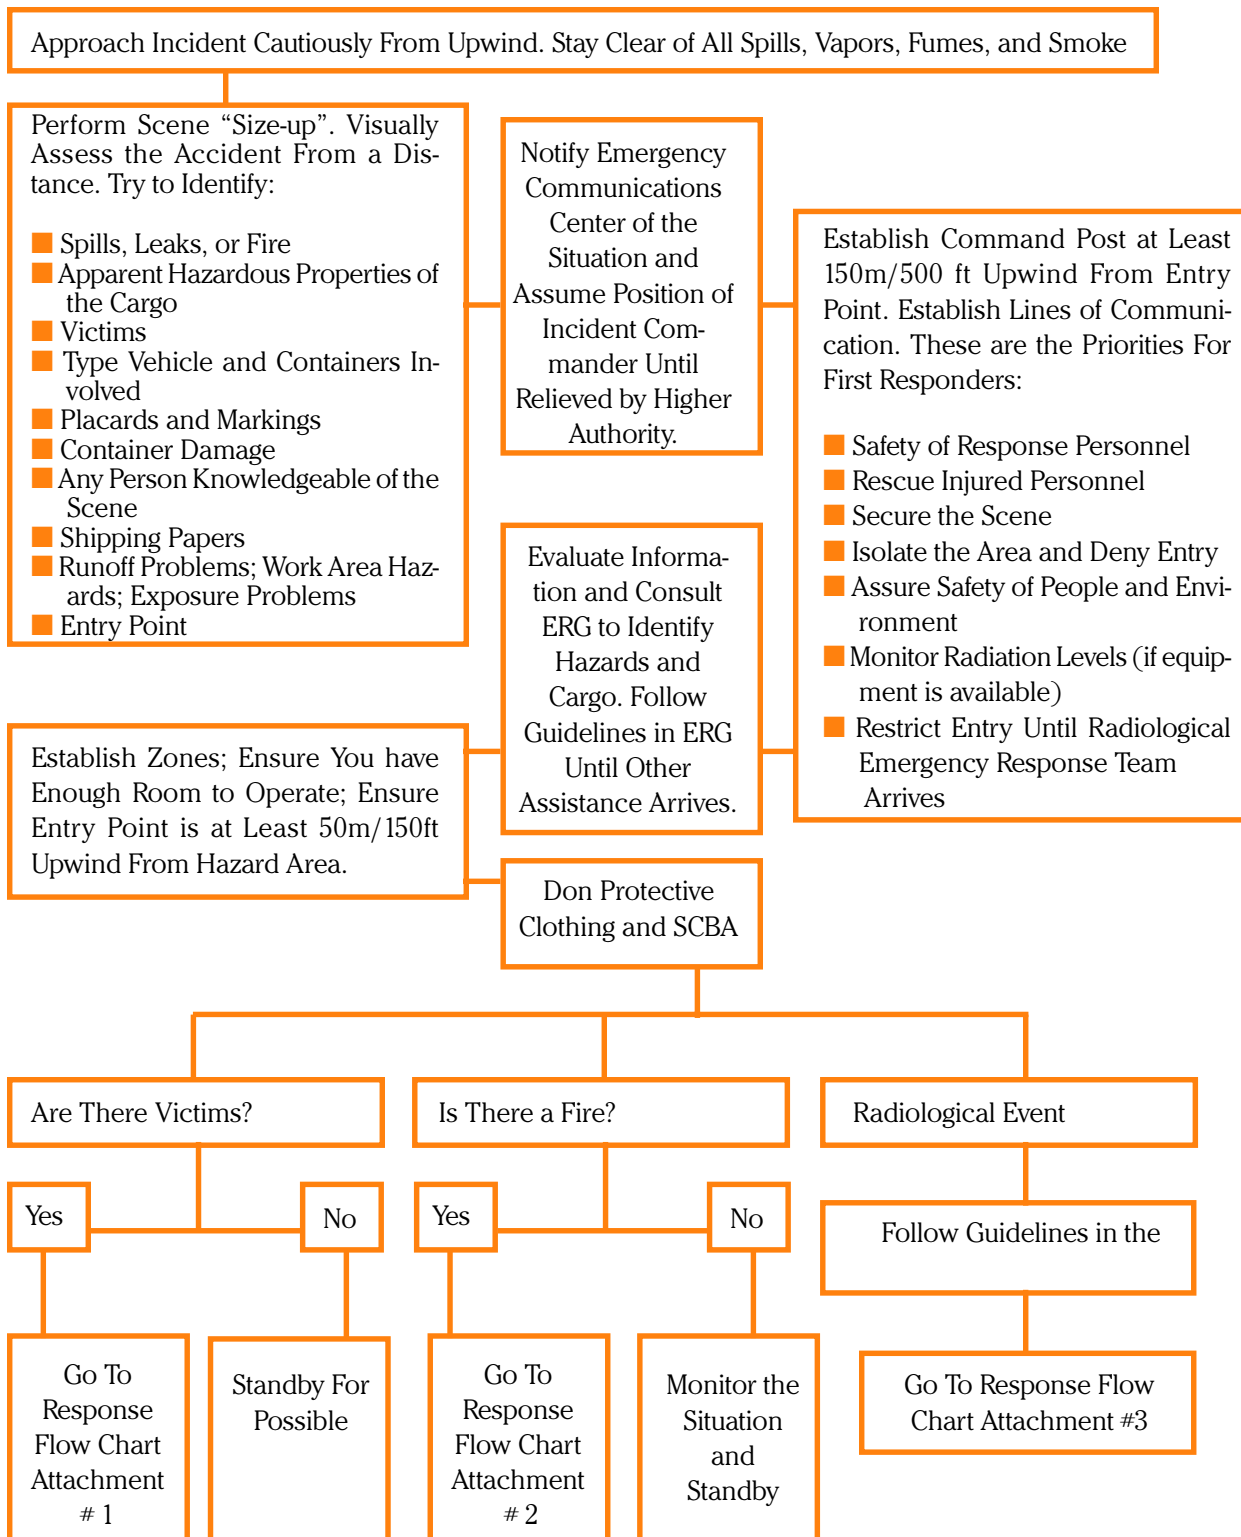 Approach Incident Cautiously From Upwind. Stay Clear of All Spills, Vapors, Fumes, and Smoke
Perform Scene “Size-up”. Visually
Assess the Accident From a Dis-
tance. Try to Identify:
Spills, Leaks, or Fire
Apparent Hazardous Properties of
the Cargo
Victims
Type Vehicle and Containers In-
volved
Placards and Markings
Container Damage
Any Person Knowledgeable of the
Scene
Shipping Papers
Runoff Problems; Work Area Haz-
ards; Exposure Problems
Entry Point
Notify Emergency
Communications
Center of the
Situation and
Assume Position of
Incident Com-
mander Until
Relieved by Higher
Authority.
Establish Command Post at Least
150m/500 ft Upwind From Entry
Point. Establish Lines of Communi-
cation. These are the Priorities For
First Responders:
Safety of Response Personnel
Rescue Injured Personnel
Secure the Scene
Isolate the Area and Deny Entry
Assure Safety of People and Envi-
ronment
Monitor Radiation Levels (if equip-
ment is available)
Restrict Entry Until Radiological
Emergency Response Team
Arrives
Evaluate Informa-
tion and Consult
ERG to Identify
Hazards and
Cargo. Follow
Guidelines in ERG
Until Other
Assistance Arrives.
Establish Zones; Ensure You have
Enough Room to Operate; Ensure
Entry Point is at Least 50m/150ft
Upwind From Hazard Area.
Don Protective
Clothing and SCBA
Are There Victims?
Is There a Fire?
Radiological Event
Yes
No
Yes
No
Follow Guidelines in the
Go To
Response
Flow Chart
Attachment
# 1
Standby For
Possible
Go To
Response
Flow Chart
Attachment
# 2
Monitor the
Situation
and
Standby
Go To Response Flow
Chart Attachment #3